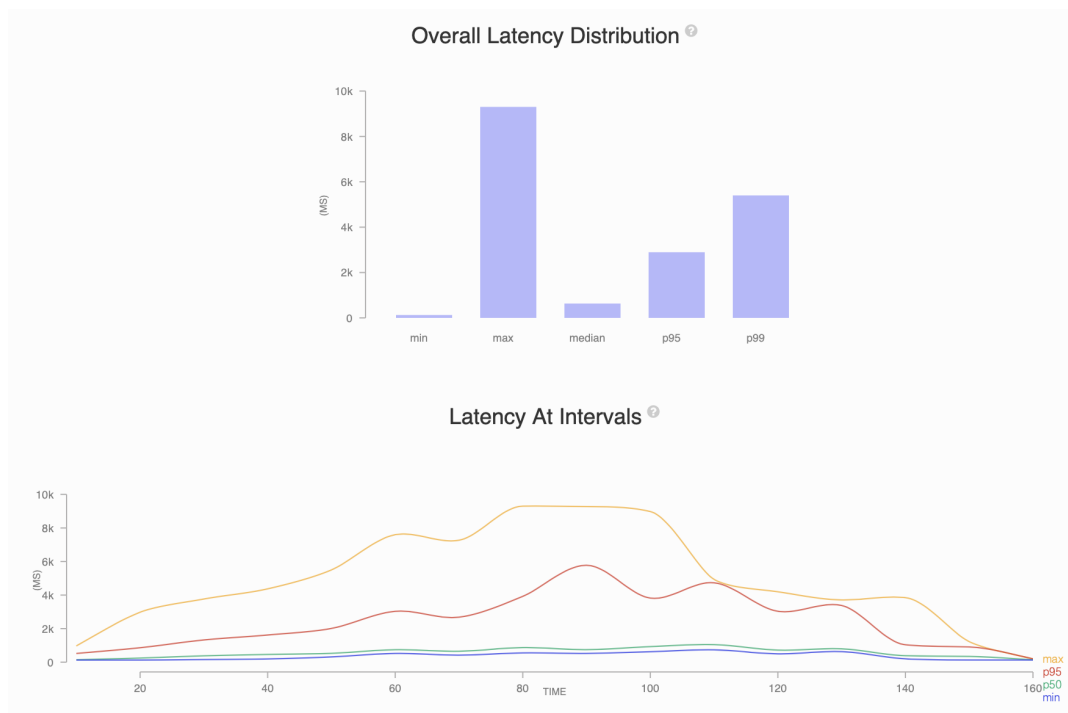 Overall Latency Distribution ?
10k
8k
6k
(MS)
4k
2k
0
min max median p95 p99
Latency At Intervals ?
10k
8k
6k
(MS)
4k
2k
0
max
p95
p50
min
20 40 60 80 TIME 100 120 140 160